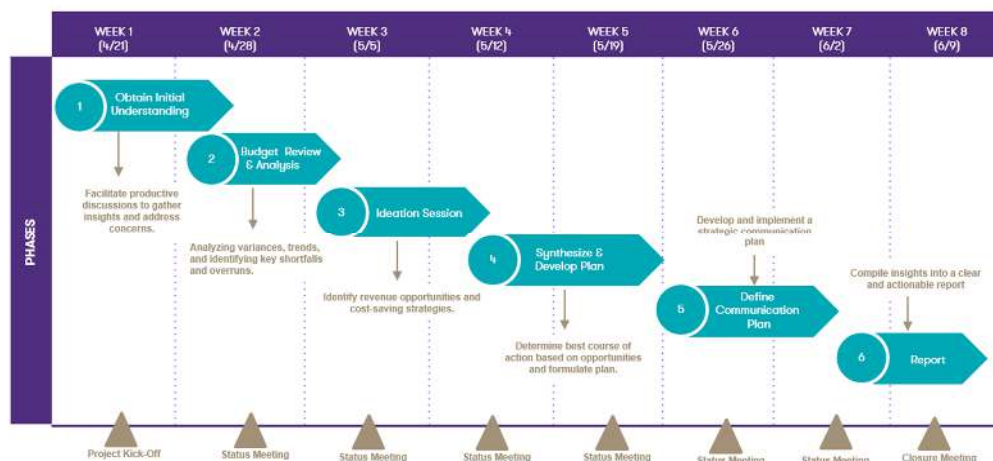 WEEK 1
(4/21)
WEEK 2
(4/28)
WEEK 3
(5/5)
WEEK 4
(5/12)
WEEK 5
(5/19)
WEEK 6
(5/26)
WEEK 7
(6/2)
WEEK 8
(6/9)
PHASES
1
Obtain Initial
Understanding
Facilitate productive
discussions to gather
insights and address
concerns.
2
Budget Review
& Analysis
Analyzing variances, trends,
and identifying key shortfalls
and overruns.
3
Ideation Session
Identify revenue opportunities and
cost-saving strategies.
4
Synthesize &
Develop Plan
Determine best course of
action based on opportunities
and formulate plan.
Develop and implement a
strategic communication
plan
5
Define
Communication
Plan
Compile insights into a clear
and actionable report
6
Report
Project Kick-Off
Status Meeting
Status Meeting
Status Meeting
Status Meeting
Status Meeting
Status Meeting
Closure Meeting